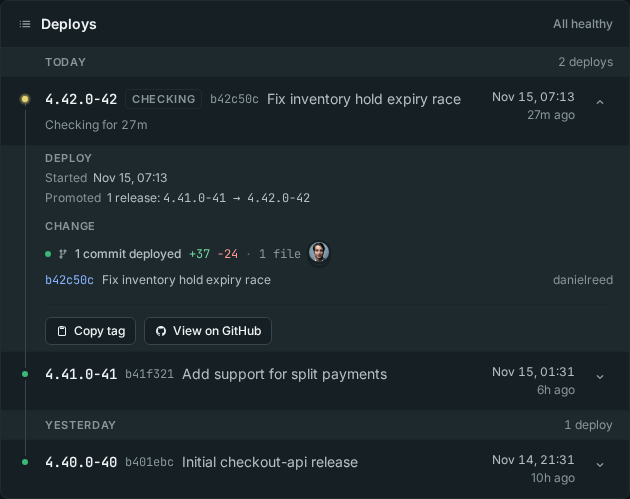 Deploys All healthy
TODAY 2 deploys
4.42.0-42 CHECKING b42c50c Fix inventory hold expiry race Nov 15, 07:13
Checking for 27m 27m ago
DEPLOY
Started Nov 15, 07:13
Promoted 1 release: 4.41.0-41 → 4.42.0-42
CHANGE
1 commit deployed +37 -24 · 1 file
b42c50c Fix inventory hold expiry race danielreed
Copy tag View on GitHub
4.41.0-41 b41f321 Add support for split payments Nov 15, 01:31
6h ago
YESTERDAY 1 deploy
4.40.0-40 b401ebc Initial checkout-api release Nov 14, 21:31
10h ago